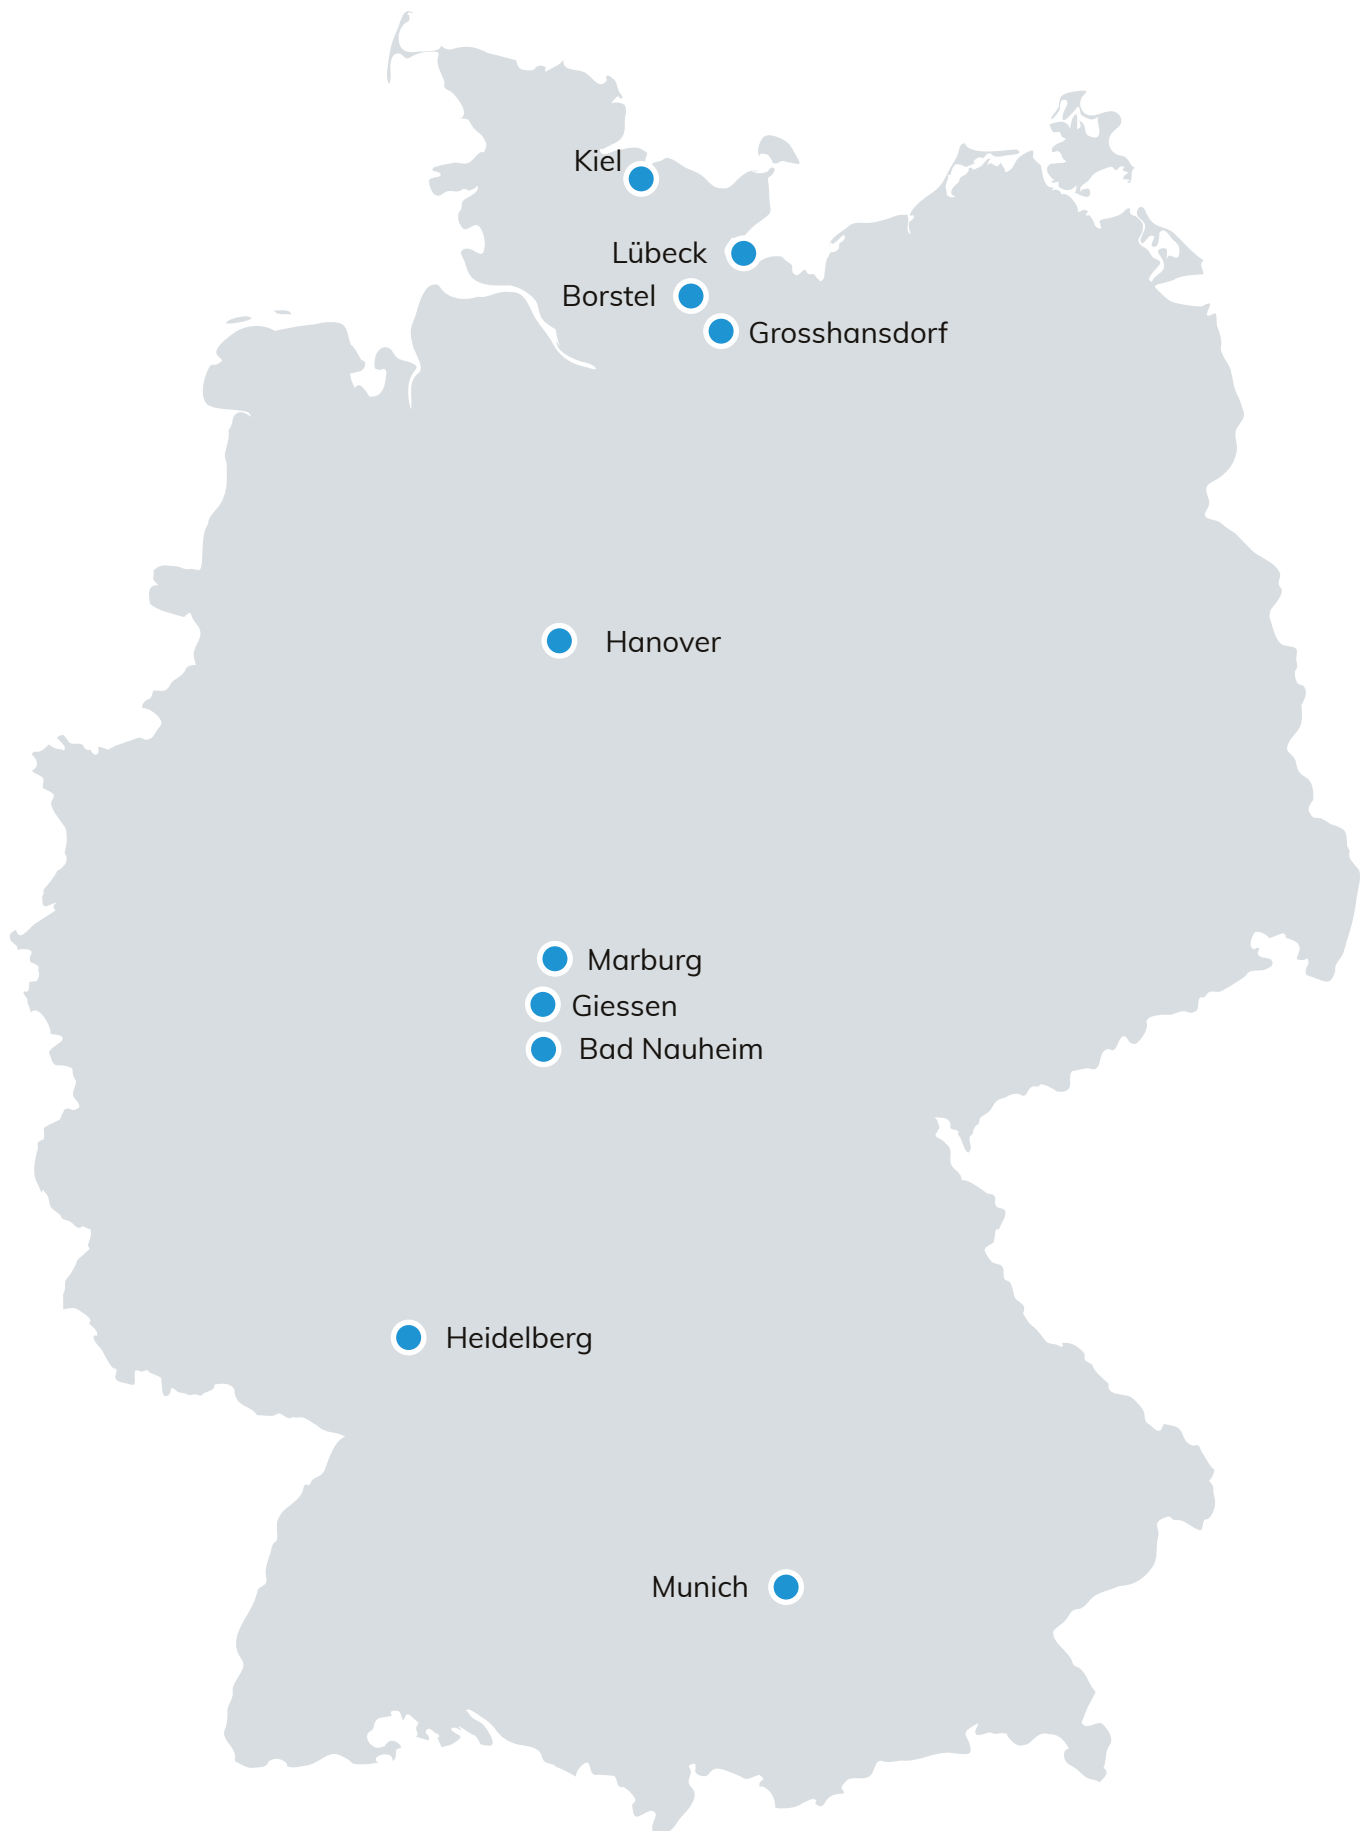 Kiel
Lübeck
Borstel
Grosshansdorf
Hanover
Marburg
Giessen
Bad Nauheim
Heidelberg
Munich